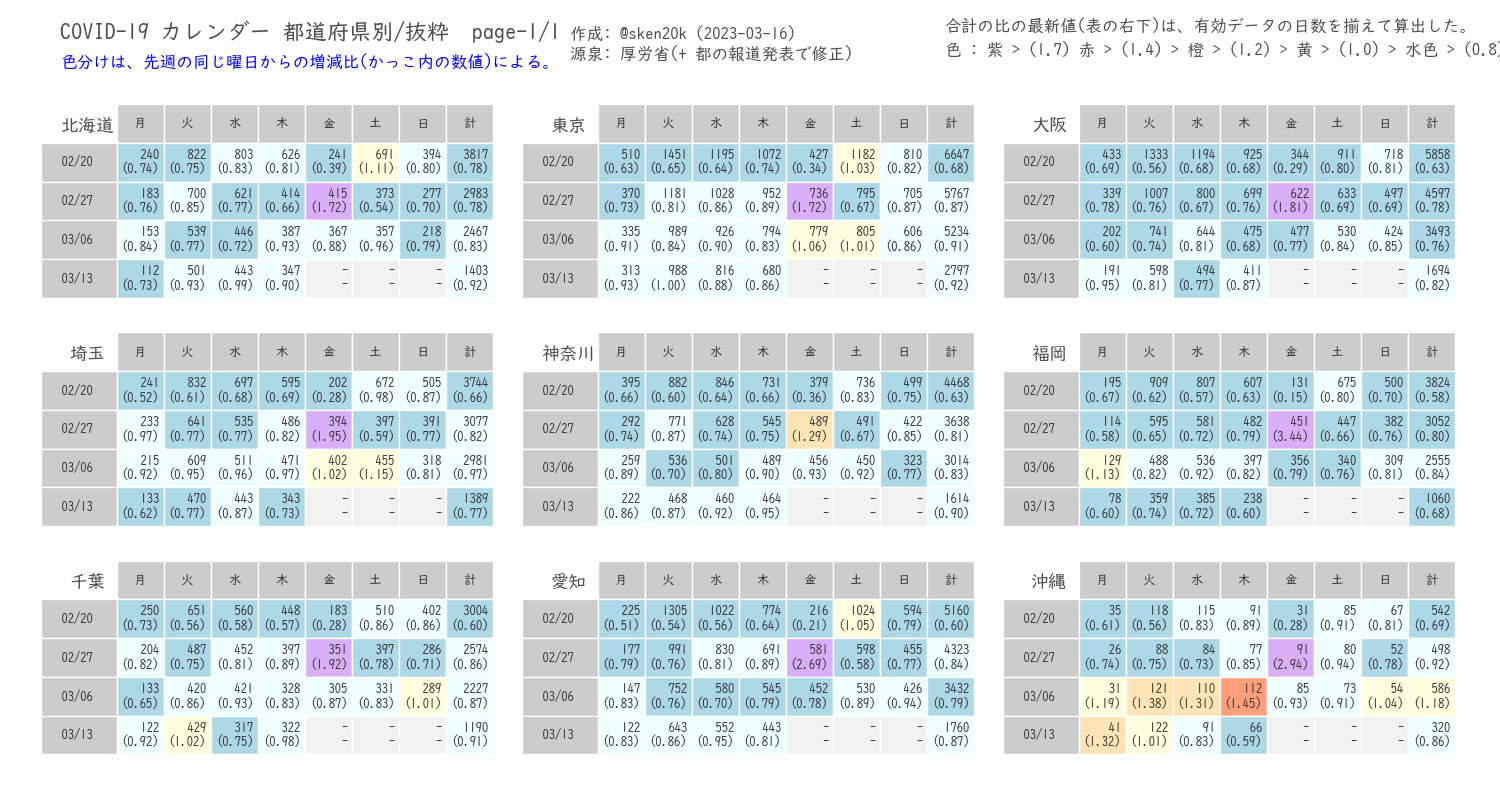 COVID-19 カレンダー 都道府県別/抜粋 page-1/1 作成: @sken20k (2023-03-16)
源泉: 厚労省(+ 都の報道発表で修正)
色分けは、先週の同じ曜日からの増減比(かっこ内の数値)による。
合計の比の最新値(表の右下)は、有効データの日数を揃えて算出した。
色 : 紫 > (1.7) 赤 > (1.4) > 橙 > (1.2) > 黄 > (1.0) > 水色 > (0.8)
北海道 月 火 水 木 金 土 日 計
02/20 240 822 803 626 241 691 394 3817
(0.74) (0.75) (0.83) (0.81) (0.39) (1.11) (0.80) (0.78)
02/27 183 700 621 414 415 373 277 2983
(0.76) (0.85) (0.77) (0.66) (1.72) (0.54) (0.70) (0.78)
03/06 153 539 446 387 367 357 218 2467
(0.84) (0.77) (0.72) (0.93) (0.88) (0.96) (0.79) (0.83)
03/13 112 501 443 347 - - - 1403
(0.73) (0.93) (0.99) (0.90) - - - (0.92)
東京 月 火 水 木 金 土 日 計
02/20 510 1451 1195 1072 427 1182 810 6647
(0.63) (0.65) (0.64) (0.74) (0.34) (1.03) (0.82) (0.68)
02/27 370 1181 1028 952 736 795 705 5767
(0.73) (0.81) (0.86) (0.89) (1.72) (0.67) (0.87) (0.87)
03/06 335 989 926 794 779 805 606 5234
(0.91) (0.84) (0.90) (0.83) (1.06) (1.01) (0.86) (0.91)
03/13 313 988 816 680 - - - 2797
(0.93) (1.00) (0.88) (0.86) - - - (0.92)
大阪 月 火 水 木 金 土 日 計
02/20 433 1333 1194 925 344 911 718 5858
(0.69) (0.56) (0.68) (0.68) (0.29) (0.80) (0.81) (0.63)
02/27 339 1007 800 699 622 633 497 4597
(0.78) (0.76) (0.67) (0.76) (1.81) (0.69) (0.69) (0.78)
03/06 202 741 644 475 477 530 424 3493
(0.60) (0.74) (0.81) (0.68) (0.77) (0.84) (0.85) (0.76)
03/13 191 598 494 411 - - - 1694
(0.95) (0.81) (0.77) (0.87) - - - (0.82)
埼玉 月 火 水 木 金 土 日 計
02/20 241 832 697 595 202 672 505 3744
(0.52) (0.61) (0.68) (0.69) (0.28) (0.98) (0.87) (0.66)
02/27 233 641 535 486 394 397 391 3077
(0.97) (0.77) (0.77) (0.82) (1.95) (0.59) (0.77) (0.82)
03/06 215 609 511 471 402 455 318 2981
(0.92) (0.95) (0.96) (0.97) (1.02) (1.15) (0.81) (0.97)
03/13 133 470 443 343 - - - 1389
(0.62) (0.77) (0.87) (0.73) - - - (0.77)
神奈川 月 火 水 木 金 土 日 計
02/20 395 882 846 731 379 736 499 4468
(0.66) (0.60) (0.64) (0.66) (0.36) (0.83) (0.75) (0.63)
02/27 292 771 628 545 489 491 422 3638
(0.74) (0.87) (0.74) (0.75) (1.29) (0.67) (0.85) (0.81)
03/06 259 536 501 489 456 450 323 3014
(0.89) (0.70) (0.80) (0.90) (0.93) (0.92) (0.77) (0.83)
03/13 222 468 460 464 - - - 1614
(0.86) (0.87) (0.92) (0.95) - - - (0.90)
福岡 月 火 水 木 金 土 日 計
02/20 195 909 807 607 131 675 500 3824
(0.67) (0.62) (0.57) (0.63) (0.15) (0.80) (0.70) (0.58)
02/27 114 595 581 482 451 447 382 3052
(0.58) (0.65) (0.72) (0.79) (3.44) (0.66) (0.76) (0.80)
03/06 129 488 536 397 356 340 309 2555
(1.13) (0.82) (0.92) (0.82) (0.79) (0.76) (0.81) (0.84)
03/13 78 359 385 238 - - - 1060
(0.60) (0.74) (0.72) (0.60) - - - (0.68)
千葉 月 火 水 木 金 土 日 計
02/20 250 651 560 448 183 510 402 3004
(0.73) (0.56) (0.58) (0.57) (0.28) (0.86) (0.86) (0.60)
02/27 204 487 452 397 351 397 286 2574
(0.82) (0.75) (0.81) (0.89) (1.92) (0.78) (0.71) (0.86)
03/06 133 420 421 328 305 331 289 2227
(0.65) (0.86) (0.93) (0.83) (0.87) (0.83) (1.01) (0.87)
03/13 122 429 317 322 - - - 1190
(0.92) (1.02) (0.75) (0.98) - - - (0.91)
愛知 月 火 水 木 金 土 日 計
02/20 225 1305 1022 774 216 1024 594 5160
(0.51) (0.54) (0.56) (0.64) (0.21) (1.05) (0.79) (0.60)
02/27 177 991 830 691 581 598 455 4323
(0.79) (0.76) (0.81) (0.89) (2.69) (0.58) (0.77) (0.84)
03/06 147 752 580 545 452 530 426 3432
(0.83) (0.76) (0.70) (0.79) (0.78) (0.89) (0.94) (0.79)
03/13 122 643 552 443 - - - 1760
(0.83) (0.86) (0.95) (0.81) - - - (0.87)
沖縄 月 火 水 木 金 土 日 計
02/20 35 118 115 91 31 85 67 542
(0.61) (0.56) (0.83) (0.89) (0.28) (0.91) (0.81) (0.69)
02/27 26 88 84 77 91 80 52 498
(0.74) (0.75) (0.73) (0.85) (2.94) (0.94) (0.78) (0.92)
03/06 31 121 110 112 85 73 54 586
(1.19) (1.38) (1.31) (1.45) (0.93) (0.91) (1.04) (1.18)
03/13 41 122 91 66 - - - 320
(1.32) (1.01) (0.83) (0.59) - - - (0.86)